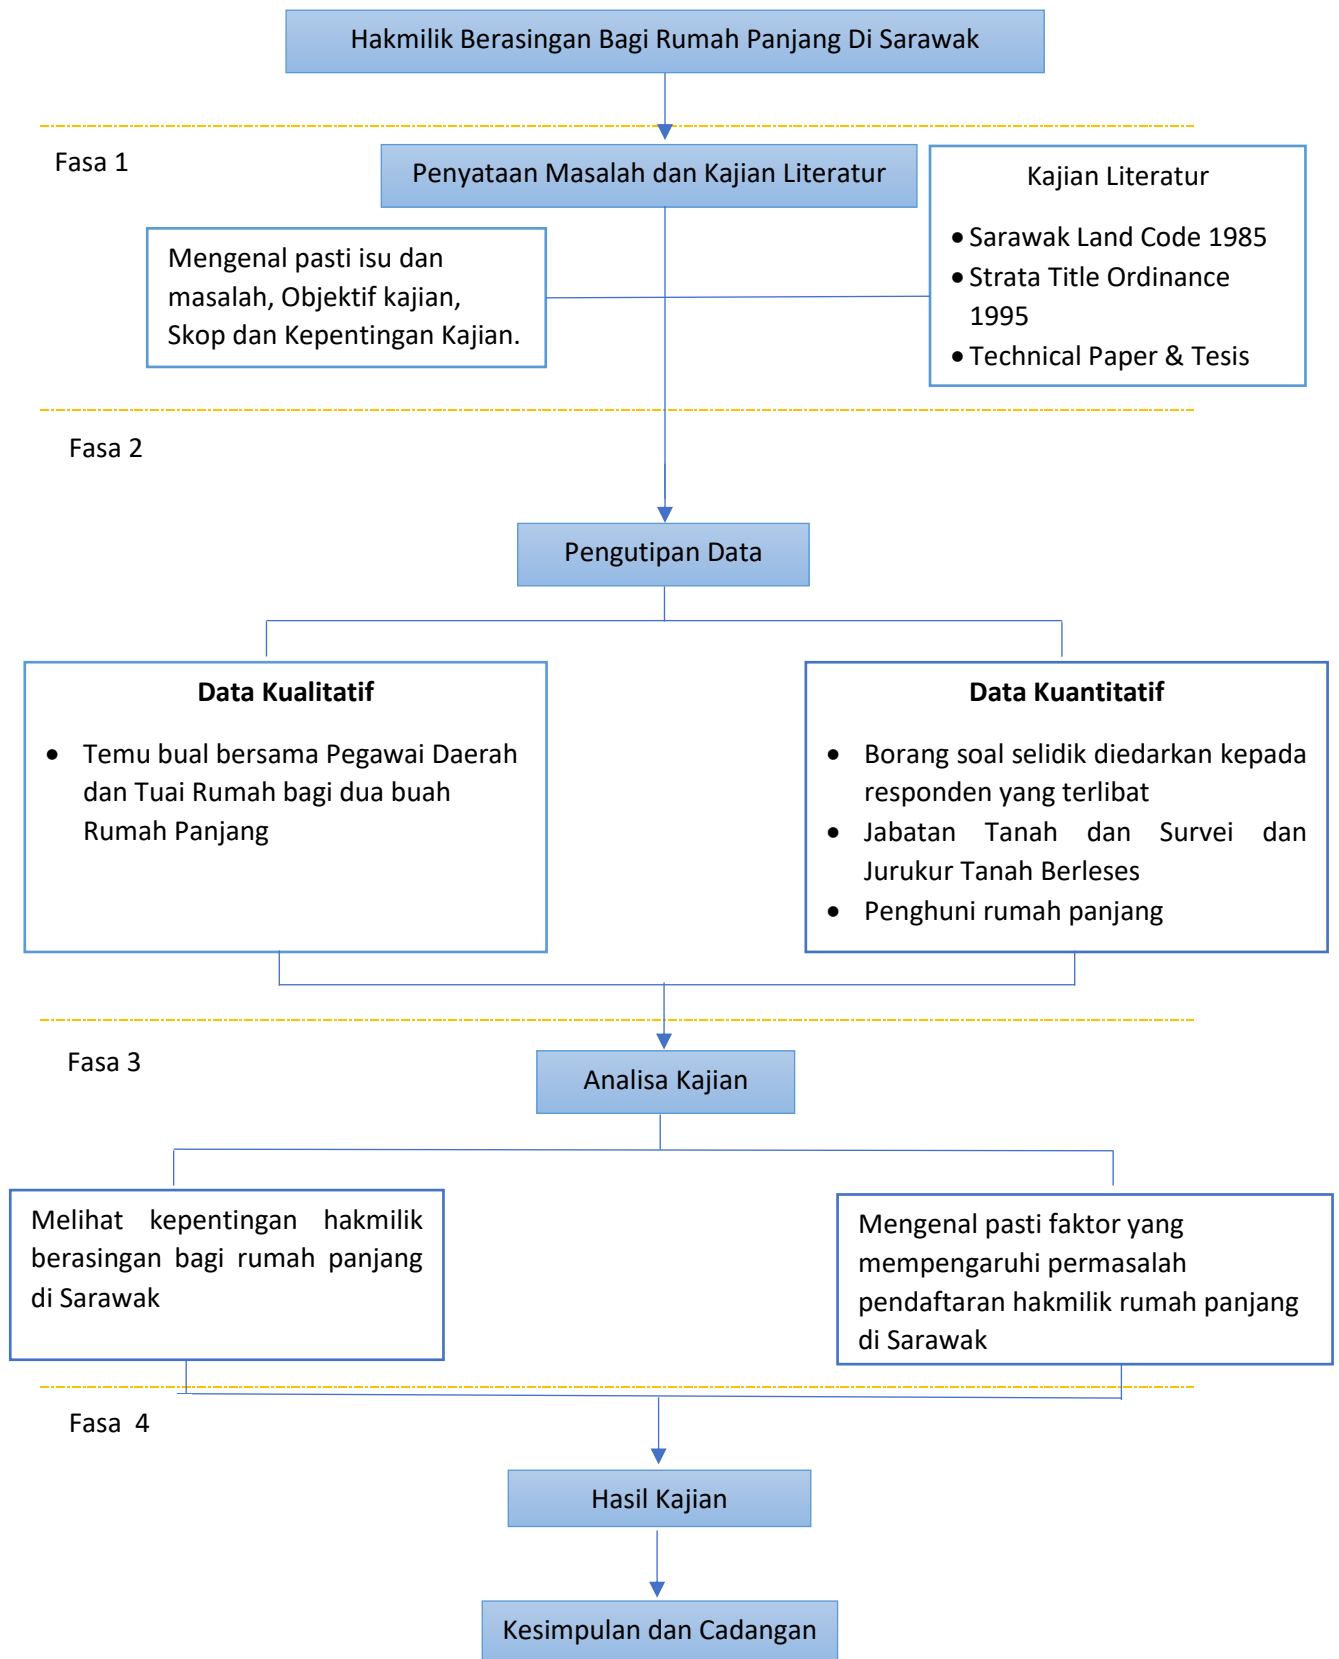 Hakmilik Berasingan Bagi Rumah Panjang Di Sarawak
Fasa 1
Penyataan Masalah dan Kajian Literatur
Mengenal pasti isu dan
masalah, Objektif kajian,
Skop dan Kepentingan Kajian.
Kajian Literatur
• Sarawak Land Code 1985
• Strata Title Ordinance
1995
• Technical Paper & Tesis
Fasa 2
Pengutipan Data
Data Kualitatif
• Temu bual bersama Pegawai Daerah
dan Tuai Rumah bagi dua buah
Rumah Panjang
Data Kuantitatif
• Borang soal selidik diedarkan kepada
responden yang terlibat
• Jabatan Tanah dan Survei dan
Jurukur Tanah Berleses
• Penghuni rumah panjang
Fasa 3
Analisa Kajian
Melihat kepentingan hakmilik
berasingan bagi rumah panjang
di Sarawak
Mengenal pasti faktor yang
mempengaruhi permasalah
pendaftaran hakmilik rumah panjang
di Sarawak
Fasa 4
Hasil Kajian
Kesimpulan dan Cadangan